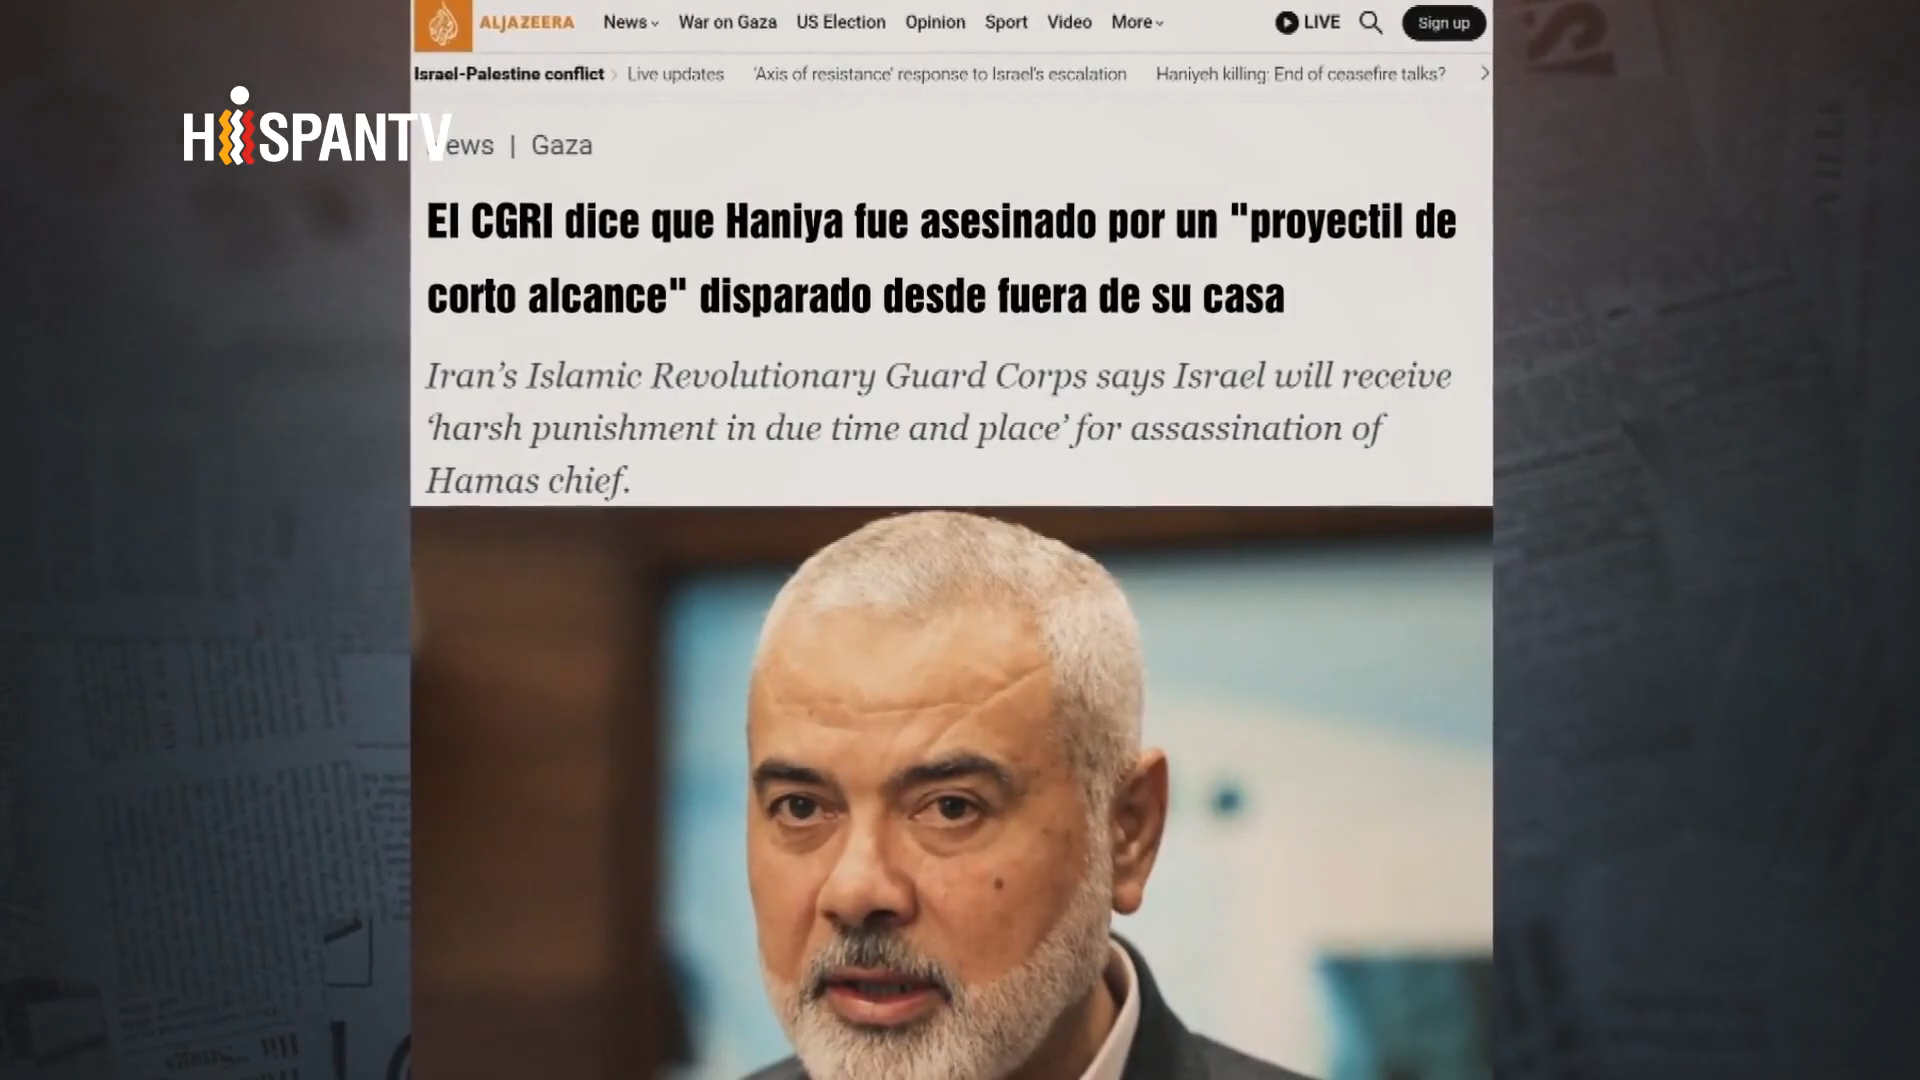 ALJAZEERA News War on Gaza US Election Opinion Sport Video More LIVE Sign up
Israel-Palestine conflict Live updates 'Axis of resistance' response to Israel's escalation Haniyeh killing: End of ceasefire talks?
HISPANTV
ews | Gaza
El CGRI dice que Haniya fue asesinado por un "proyectil de
corto alcance" disparado desde fuera de su casa
Iran's Islamic Revolutionary Guard Corps says Israel will receive
'harsh punishment in due time and place' for assassination of
Hamas chief.